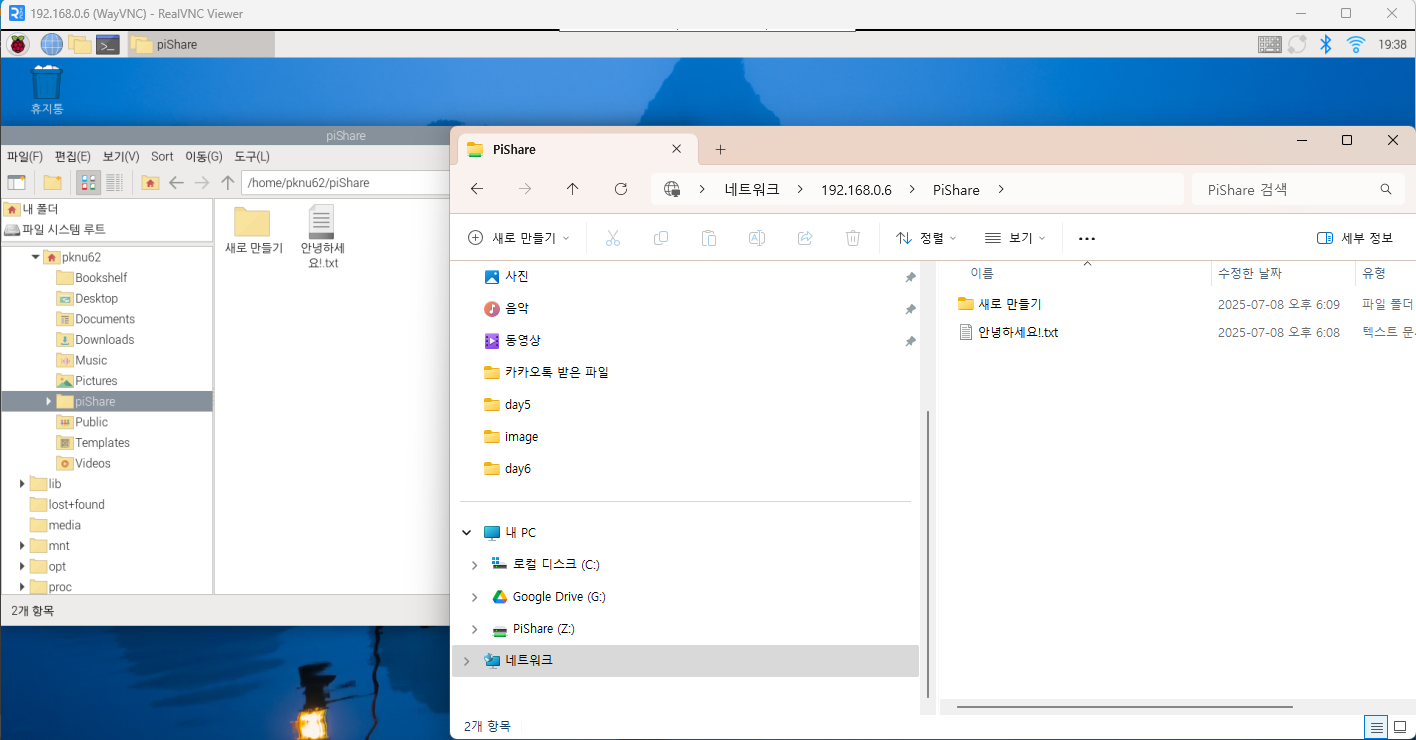 192.168.0.6 (WayVNC) - RealVNC Viewer
piShare
19:38
휴지통
piShare
파일(F) 편집(E) 보기(V) Sort 이동(G) 도구(L)
/home/pknu62/piShare
내 폴더
파일 시스템 루트
pknu62
Bookshelf
Desktop
Documents
Downloads
Music
Pictures
piShare
Public
Templates
Videos
lib
lost+found
media
mnt
opt
proc
새로 만들기
안녕하세
요!.txt
2개 항목
PiShare
네트워크 192.168.0.6 PiShare
PiShare 검색
새로 만들기
정렬
보기
세부 정보
사진
음악
동영상
카카오톡 받은 파일
day5
image
day6
내 PC
로컬 디스크 (C:)
Google Drive (G:)
PiShare (Z:)
네트워크
이름 수정한 날짜 유형
새로 만들기 2025-07-08 오후 6:09 파일 폴더
안녕하세요!.txt 2025-07-08 오후 6:08 텍스트 문
2개 항목